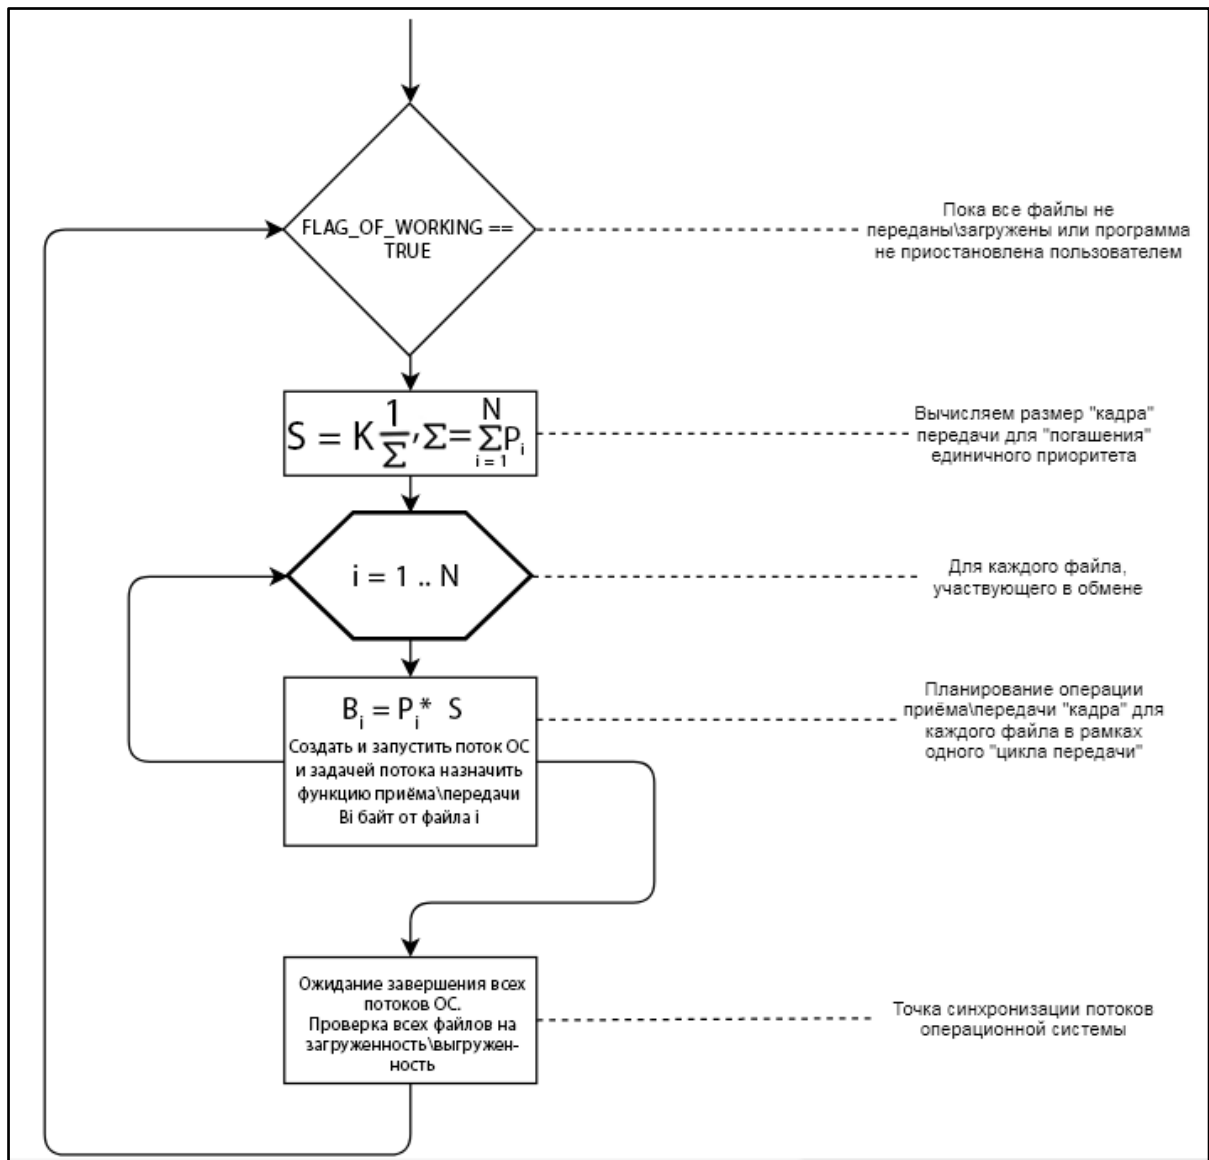 FLAG_OF_WORKING ==
TRUE
Пока все файлы не
переданы\загружены или программа
не приостановлена пользователем
S = K 1/Σ, Σ = N Σ i = 1 Pi
Вычисляем размер "кадра"
передачи для "погашения"
единичного приоритета
i = 1 .. N
Для каждого файла,
участвующего в обмене
Bi = Pi* S
Создать и запустить поток ОС
и задачей потока назначить
функцию приёма\передачи
Bi байт от файла i
Планирование операции
приёма\передачи "кадра" для
каждого файла в рамках
одного "цикла передачи"
Ожидание завершения всех
потоков ОС.
Проверка всех файлов на
загруженность\выгружен-
ность
Точка синхронизации потоков
операционной системы